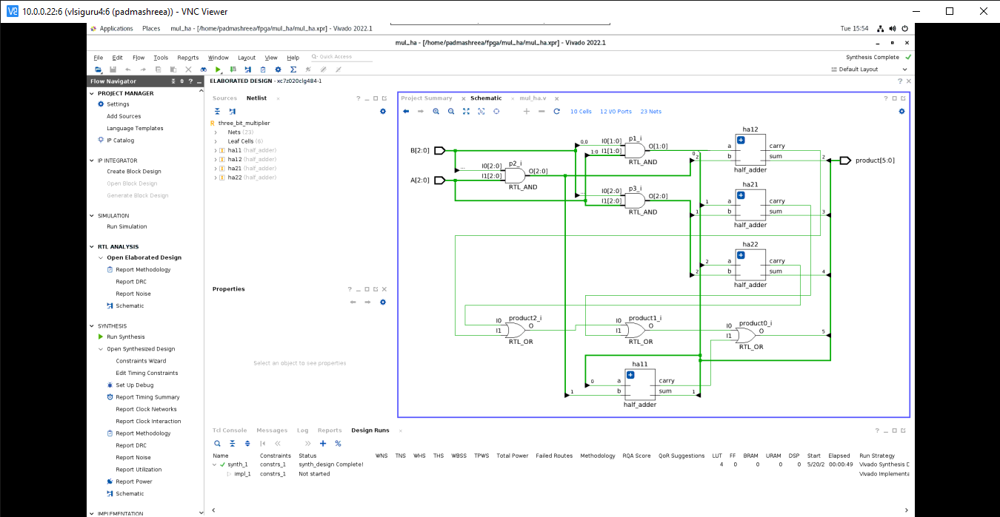 10.0.0.22:6 (vlsiguru4:6 (padmashreea)) - VNC Viewer
Applications Places mul_ha - [/home/padmashreea/fpga/mul_ha/mul_ha.xpr] - Vivado 2022.1 Tue 15:54
mul_ha - [/home/padmashreea/fpga/mul_ha/mul_ha.xpr] - Vivado 2022.1
File Edit Flow Tools Reports Window Layout View Help Quick Access Synthesis Complete
Default Layout
Flow Navigator
PROJECT MANAGER
Settings
Add Sources
Language Templates
IP Catalog
IP INTEGRATOR
Create Block Design
Open Block Design
Generate Block Design
SIMULATION
Run Simulation
RTL ANALYSIS
Open Elaborated Design
Report Methodology
Report DRC
Report Noise
Schematic
SYNTHESIS
Run Synthesis
Open Synthesized Design
Constraints Wizard
Edit Timing Constraints
Set Up Debug
Report Timing Summary
Report Clock Networks
Report Clock Interaction
Report Methodology
Report DRC
Report Noise
Report Utilization
Report Power
Schematic
IMPLEMENTATION
ELABORATED DESIGN - xc7z020clg484-1
Sources Netlist
three_bit_multiplier
Nets (23)
Leaf Cells (6)
ha11 (half_adder)
ha12 (half_adder)
ha21 (half_adder)
ha22 (half_adder)
Properties
Select an object to see properties
Project Summary Schematic mul_ha.v
10 Cells 12 I/O Ports 23 Nets
B[2:0]
A[2:0]
p2_i
I0[2:0]
I1[2:0]
O[2:0]
RTL_AND
p1_i
0,0 I0[1:0]
1:0 I1[1:0]
O[1:0]
RTL_AND
p3_i
I0[2:0]
I1[2:0]
O[2:0]
RTL_AND
ha12
0 a carry
2 b sum 2
half_adder
product[5:0]
ha21
1 a carry
1 b sum 3
half_adder
ha22
2 a carry
2 b sum 4
half_adder
product2_i
I0
I1 O
RTL_OR
product1_i
I0
I1 O
RTL_OR
product0_i
I0
I1 O 5
RTL_OR
ha11
0 a carry
1 b sum 1
half_adder
Tcl Console Messages Log Reports Design Runs
Name Constraints Status WNS TNS WHS THS WBSS TPWS Total Power Failed Routes Methodology RQA Score QoR Suggestions LUT FF BRAM URAM DSP Start Elapsed Run Strategy
synth_1 constrs_1 synth_design Complete! 4 0 0 0 0 5/20/2 00:00:49 Vivado Synthesis D
impl_1 constrs_1 Not started Vivado Implementa